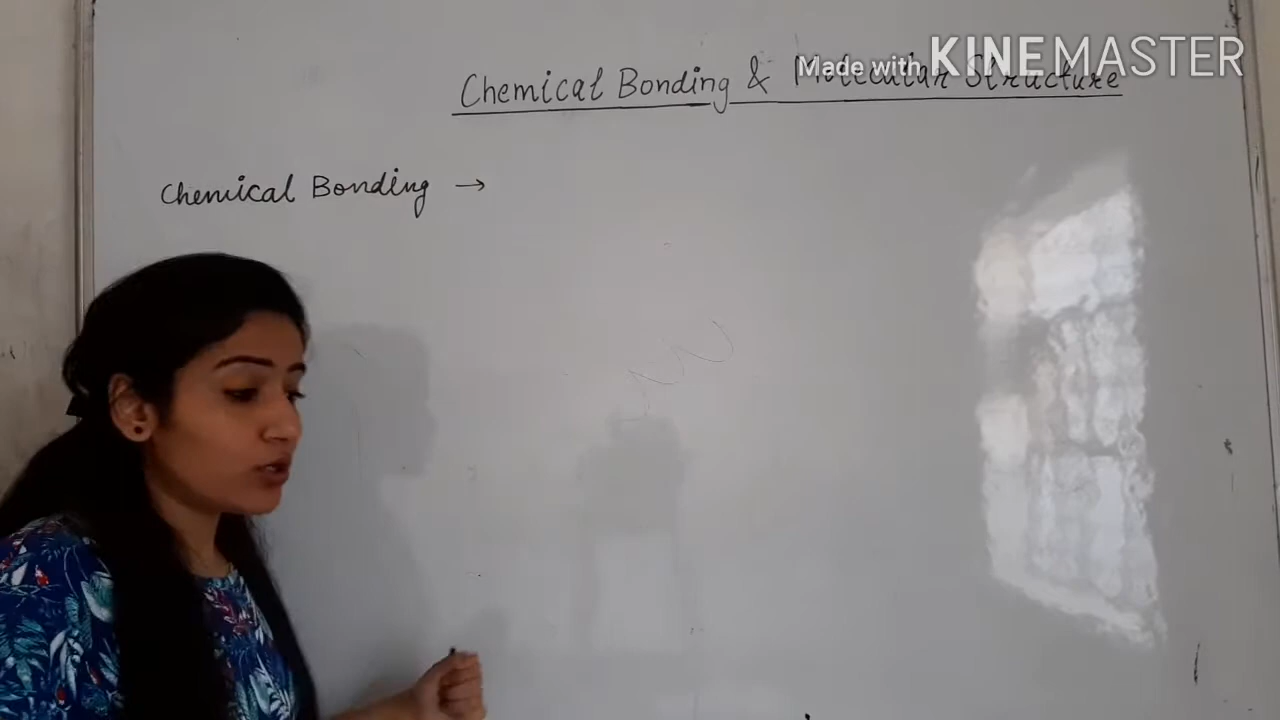 Chemical Bonding & Molecular Structure
Made with KINEMASTER
Chemical Bonding →